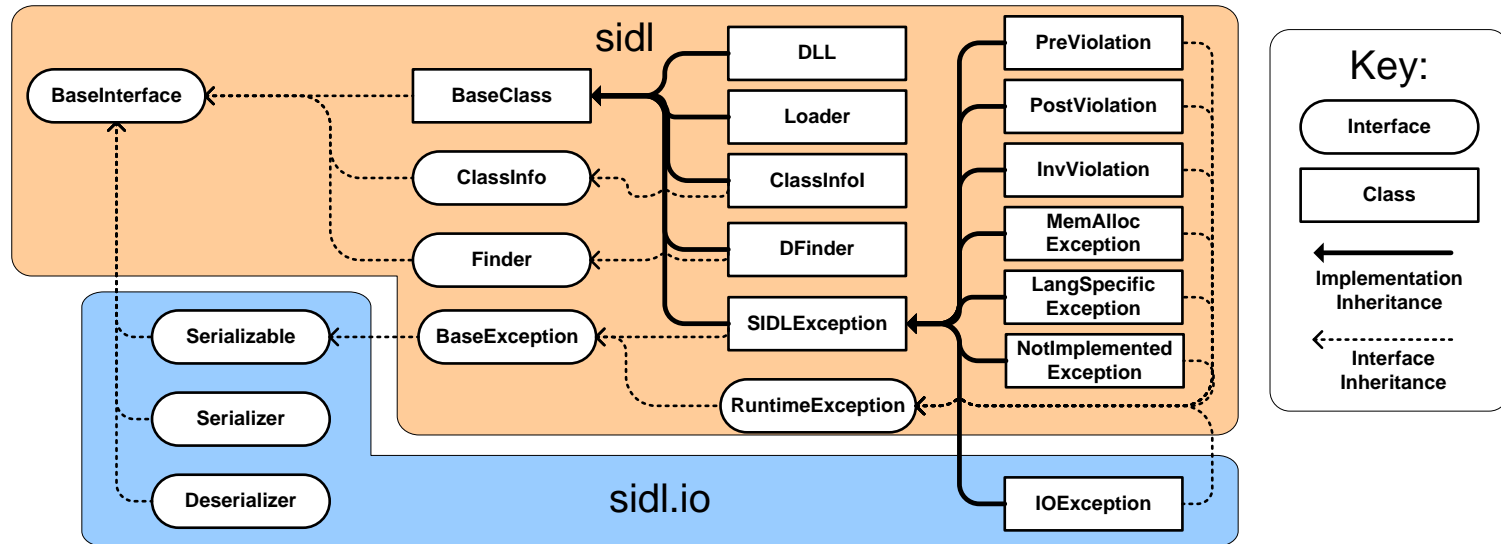 sidl
BaseInterface
BaseClass
ClassInfo
Finder
BaseException
DLL
Loader
ClassInfoI
DFinder
SIDLException
RuntimeException
PreViolation
PostViolation
InvViolation
MemAlloc
Exception
LangSpecific
Exception
NotImplemented
Exception
Serializable
Serializer
Deserializer
sidl.io
IOException
Key:
Interface
Class
Implementation
Inheritance
Interface
Inheritance